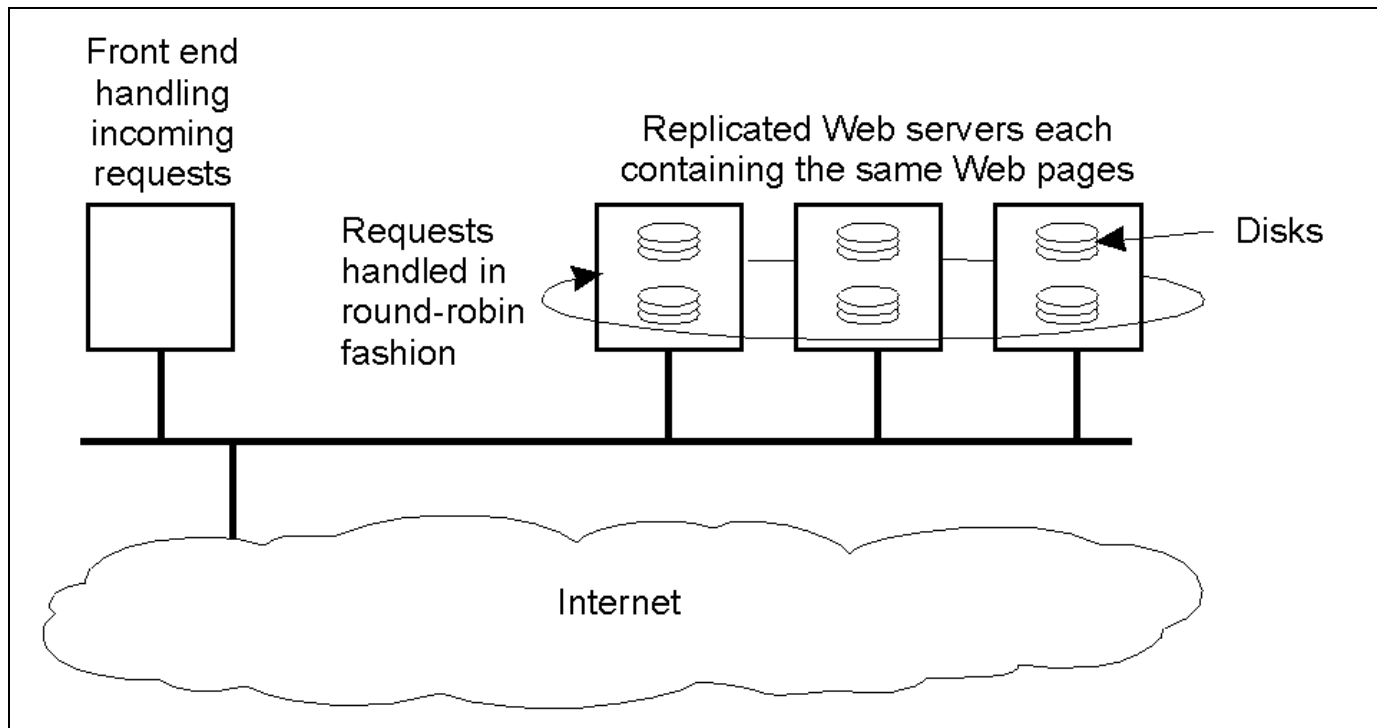 Front end
handling
incoming
requests
Replicated Web servers each
containing the same Web pages
Requests
handled in
round-robin
fashion
Disks
Internet